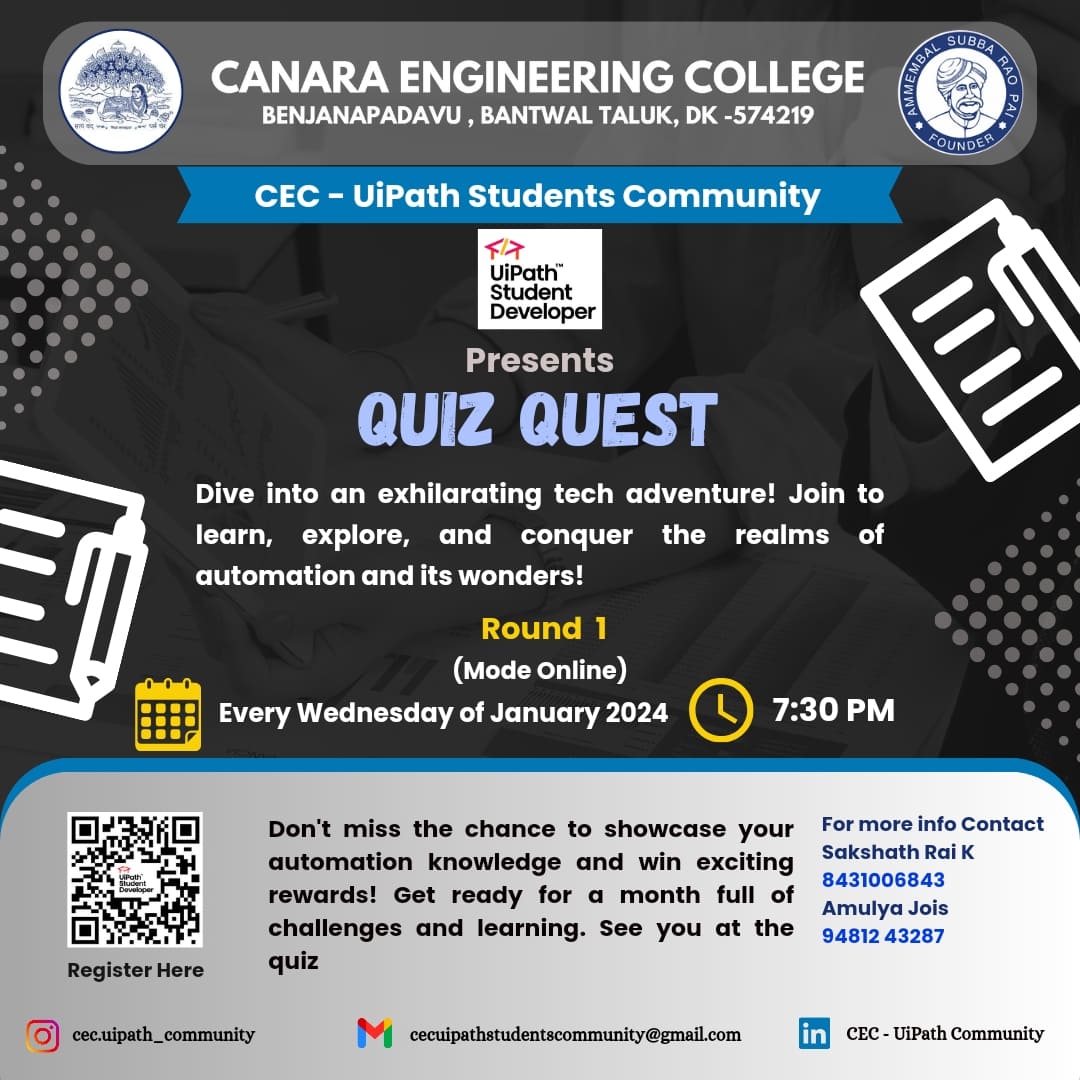 CANARA ENGINEERING COLLEGE
BENJANAPADAVU , BANTWAL TALUK, DK -574219
AMMEMBAL SUBBA RAO PAI
FOUNDER
CEC - UiPath Students Community
UiPath™
Student
Developer
Presents
QUIZ QUEST
Dive into an exhilarating tech adventure! Join to
learn, explore, and conquer the realms of
automation and its wonders!
Round 1
(Mode Online)
Every Wednesday of January 2024
7:30 PM
UiPath
Student
Developer
Register Here
Don't miss the chance to showcase your
automation knowledge and win exciting
rewards! Get ready for a month full of
challenges and learning. See you at the
quiz
For more info Contact
Sakshath Rai K
8431006843
Amulya Jois
94812 43287
cec.uipath_community
cecuipathstudentscommunity@gmail.com
in
CEC - UiPath Community